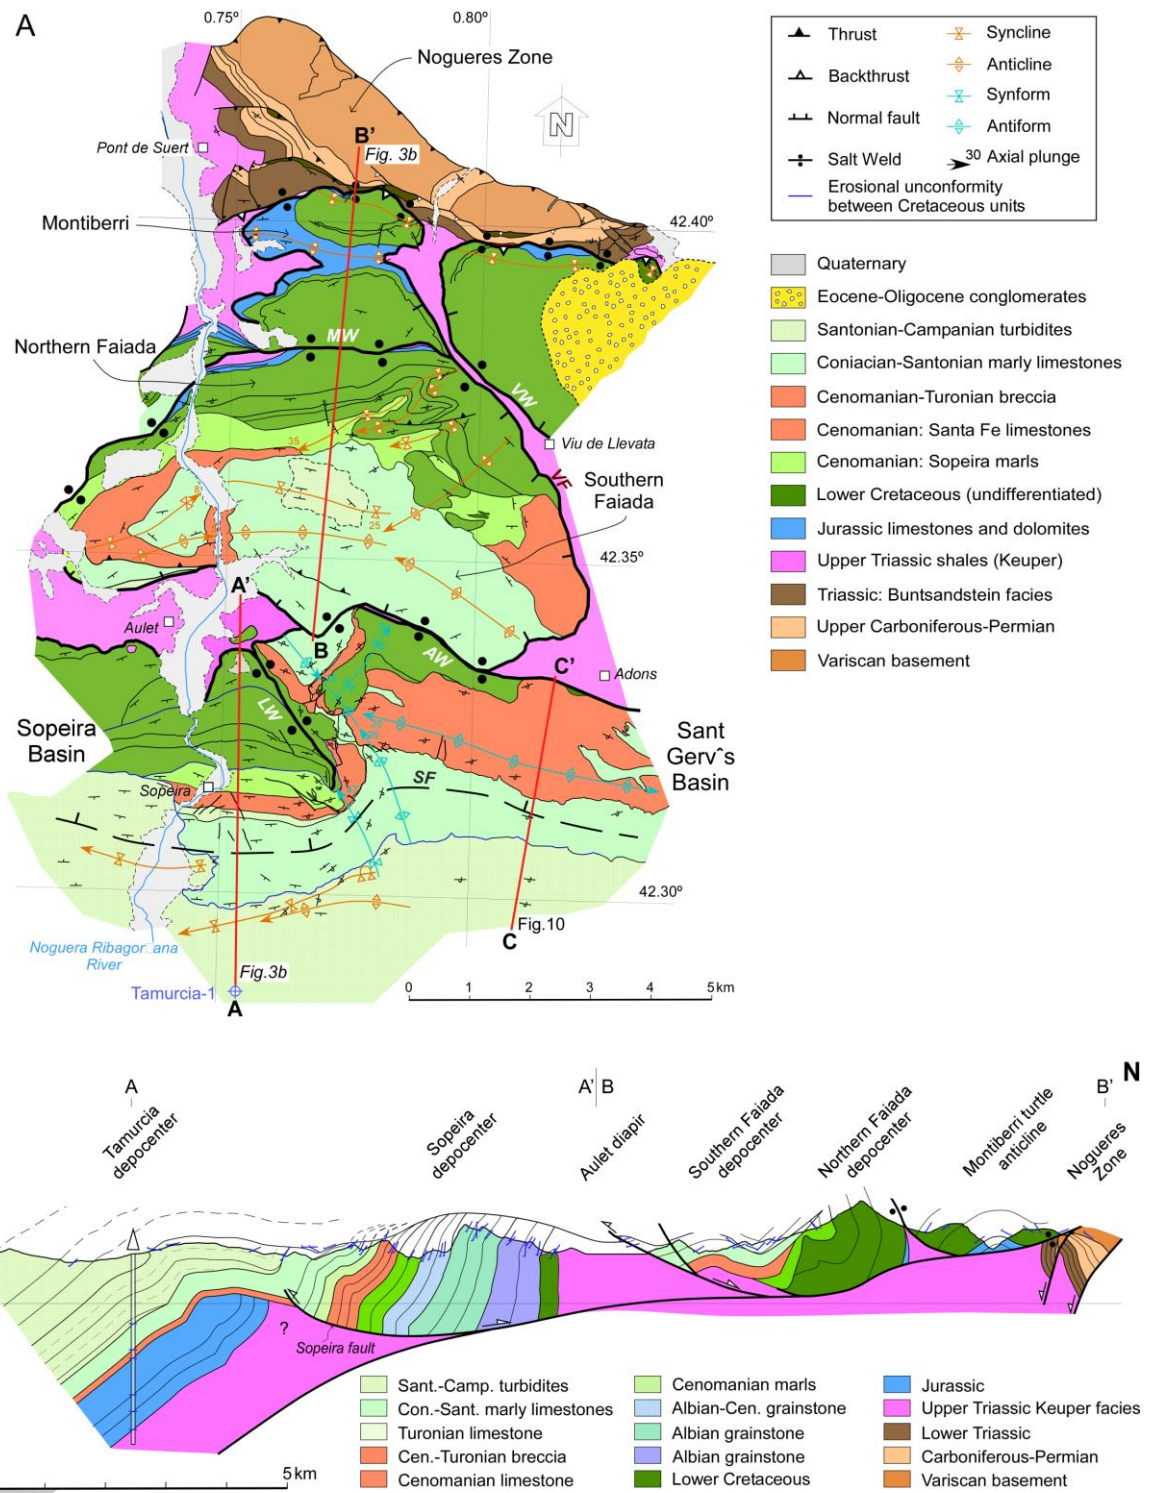 A
0.75º
0.80º
Nogueres Zone
N
B'
Fig. 3b
Pont de Suert
Montiberri
42.40º
MW
Northern Faiada
VW
Viu de Llevata
VF
Southern
Faiada
35
25
42.35º
A'
Aulet
B
AW
C'
Adons
LW
Sopeira
Basin
Sant
Gervˆs
Basin
20
SF
Sopeira
42.30º
Noguera Ribagor ana
River
Fig.10
C
Fig.3b
Tamurcia-1
A
0 1 2 3 4 5 km
Thrust
Backthrust
Normal fault
Salt Weld
Erosional unconformity
between Cretaceous units
Syncline
Anticline
Synform
Antiform
30 Axial plunge
Quaternary
Eocene-Oligocene conglomerates
Santonian-Campanian turbidites
Coniacian-Santonian marly limestones
Cenomanian-Turonian breccia
Cenomanian: Santa Fe limestones
Cenomanian: Sopeira marls
Lower Cretaceous (undifferentiated)
Jurassic limestones and dolomites
Upper Triassic shales (Keuper)
Triassic: Buntsandstein facies
Upper Carboniferous-Permian
Variscan basement
N
A
A' B
B'
Tamurcia
depocenter
Sopeira
depocenter
Aulet diapir
Southern Faiada
depocenter
Northern Faiada
depocenter
Montiberri turtle
anticline
Nogueres
Zone
?
Sopeira fault
5 km
Sant.-Camp. turbidites
Con.-Sant. marly limestones
Turonian limestone
Cen.-Turonian breccia
Cenomanian limestone
Cenomanian marls
Albian-Cen. grainstone
Albian grainstone
Albian grainstone
Lower Cretaceous
Jurassic
Upper Triassic Keuper facies
Lower Triassic
Carboniferous-Permian
Variscan basement